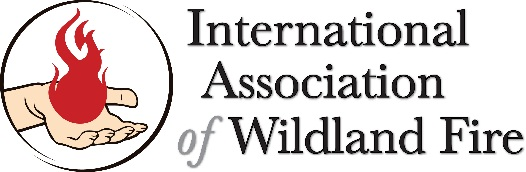 International
Association
of Wildland Fire